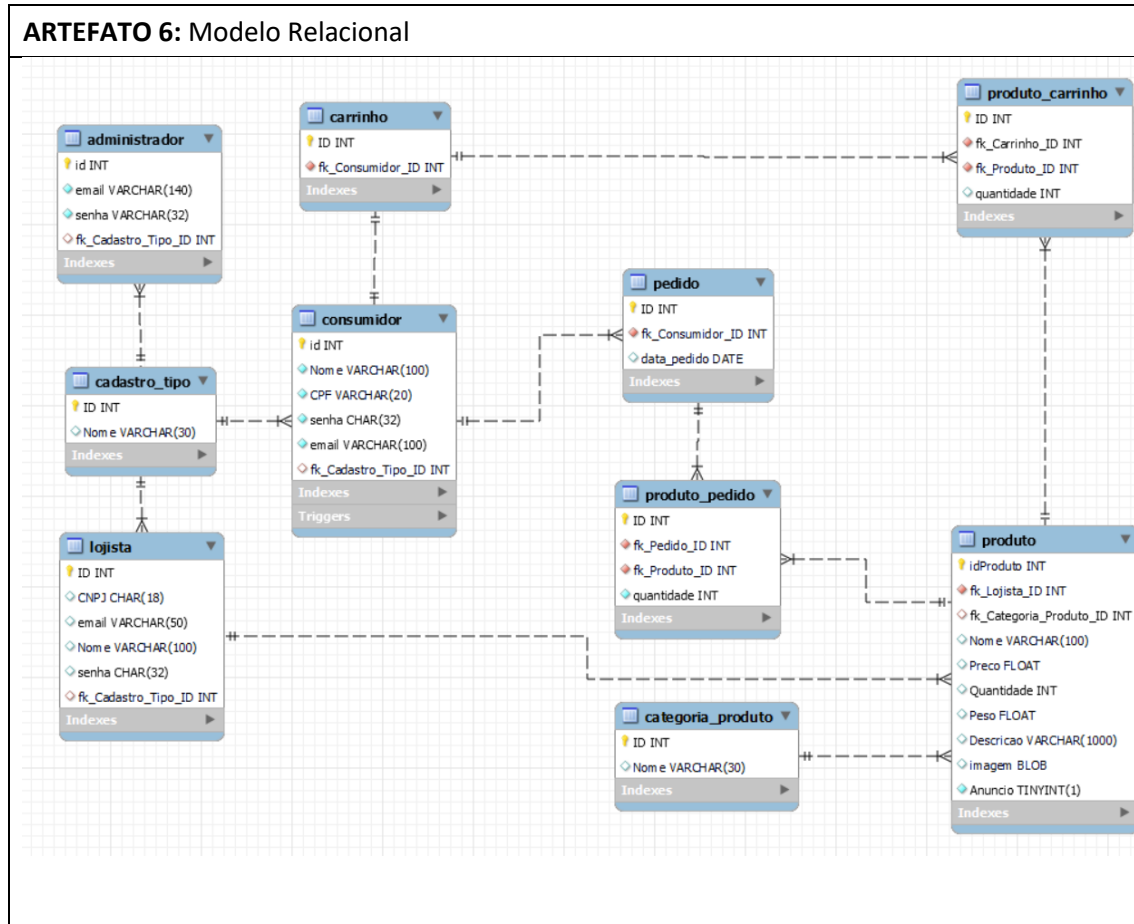 ARTEFATO 6: Modelo Relacional
administrador
id INT
email VARCHAR(140)
senha VARCHAR(32)
fk_Cadastro_Tipo_ID INT
Indexes
carrinho
ID INT
fk_Consumidor_ID INT
Indexes
produto_carrinho
ID INT
fk_Carrinho_ID INT
fk_Produto_ID INT
quantidade INT
Indexes
cadastro_tipo
ID INT
Nome VARCHAR(30)
Indexes
consumidor
id INT
Nome VARCHAR(100)
CPF VARCHAR(20)
senha CHAR(32)
email VARCHAR(100)
fk_Cadastro_Tipo_ID INT
Indexes
Triggers
pedido
ID INT
fk_Consumidor_ID INT
data_pedido DATE
Indexes
lojista
ID INT
CNPJ CHAR(18)
email VARCHAR(50)
Nome VARCHAR(100)
senha CHAR(32)
fk_Cadastro_Tipo_ID INT
Indexes
produto_pedido
ID INT
fk_Pedido_ID INT
fk_Produto_ID INT
quantidade INT
Indexes
categoria_produto
ID INT
Nome VARCHAR(30)
Indexes
produto
idProduto INT
fk_Lojista_ID INT
fk_Categoria_Produto_ID INT
Nome VARCHAR(100)
Preco FLOAT
Quantidade INT
Peso FLOAT
Descricao VARCHAR(1000)
imagem BLOB
Anuncio TINYINT(1)
Indexes